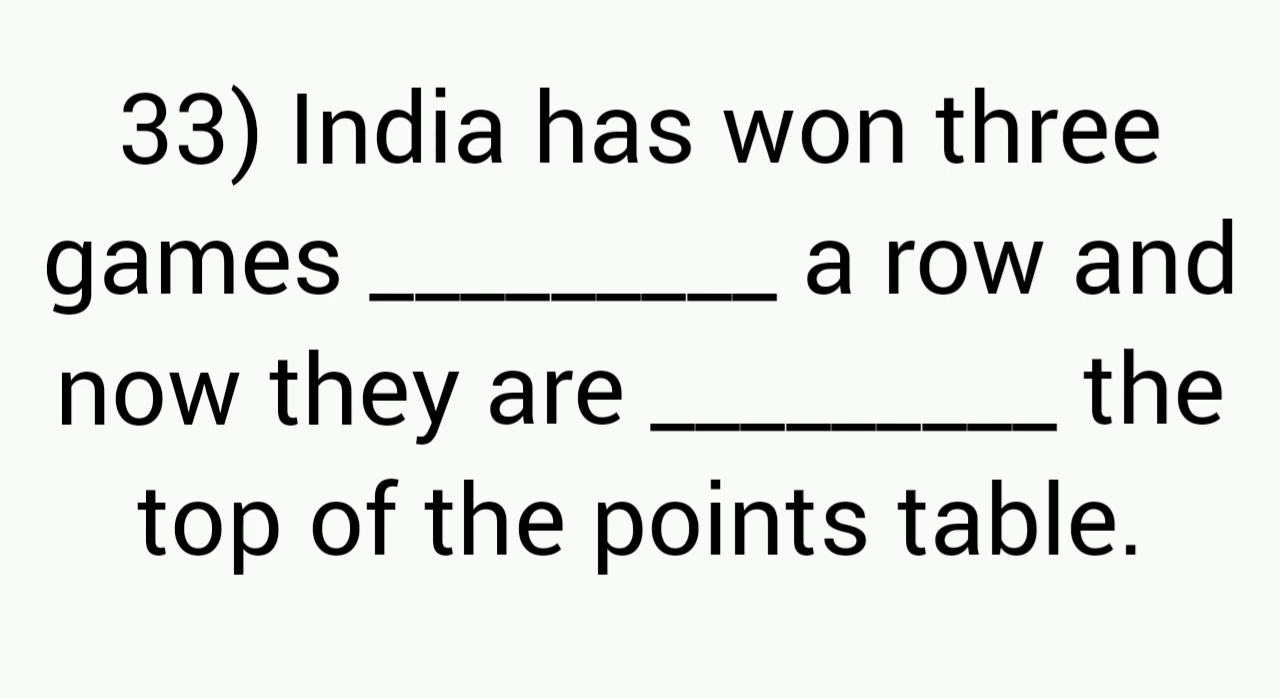 33) India has won three
games _________ a row and
now they are _________ the
top of the points table.